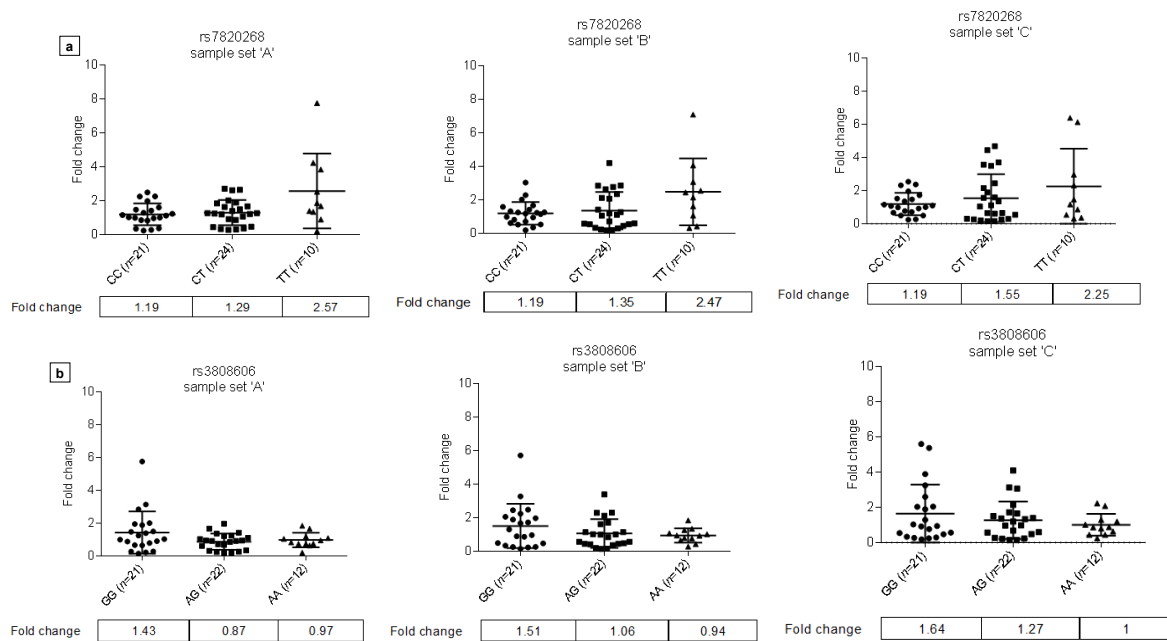 a
rs7820268
sample set 'A'
Fold change
10
8
6
4
2
0
CC (n=21)
CT (n=24)
TT (n=10)
Fold change 1.19 1.29 2.57
rs7820268
sample set 'B'
Fold change
10
8
6
4
2
0
CC (n=21)
CT (n=24)
TT (n=10)
Fold change 1.19 1.35 2.47
rs7820268
sample set 'C'
Fold change
10
8
6
4
2
0
CC (n=21)
CT (n=24)
TT (n=10)
Fold change 1.19 1.55 2.25
b
rs3808606
sample set 'A'
Fold change
10
8
6
4
2
0
GG (n=21)
AG (n=22)
AA (n=12)
Fold change 1.43 0.87 0.97
rs3808606
sample set 'B'
Fold change
10
8
6
4
2
0
GG (n=21)
AG (n=22)
AA (n=12)
Fold change 1.51 1.06 0.94
rs3808606
sample set 'C'
Fold change
10
8
6
4
2
0
GG (n=21)
AG (n=22)
AA (n=12)
Fold change 1.64 1.27 1